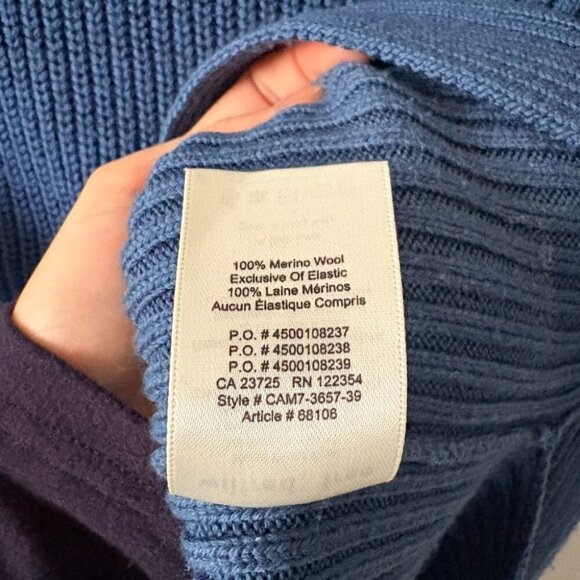 100% Merino Wool
Exclusive Of Elastic
100% Laine Mérinos
Aucun Élastique Compris
P.O. # 4500108237
P.O. # 4500108238
P.O. # 4500108239
CA 23725 RN 122354
Style # CAM7-3657-39
Article # 68106